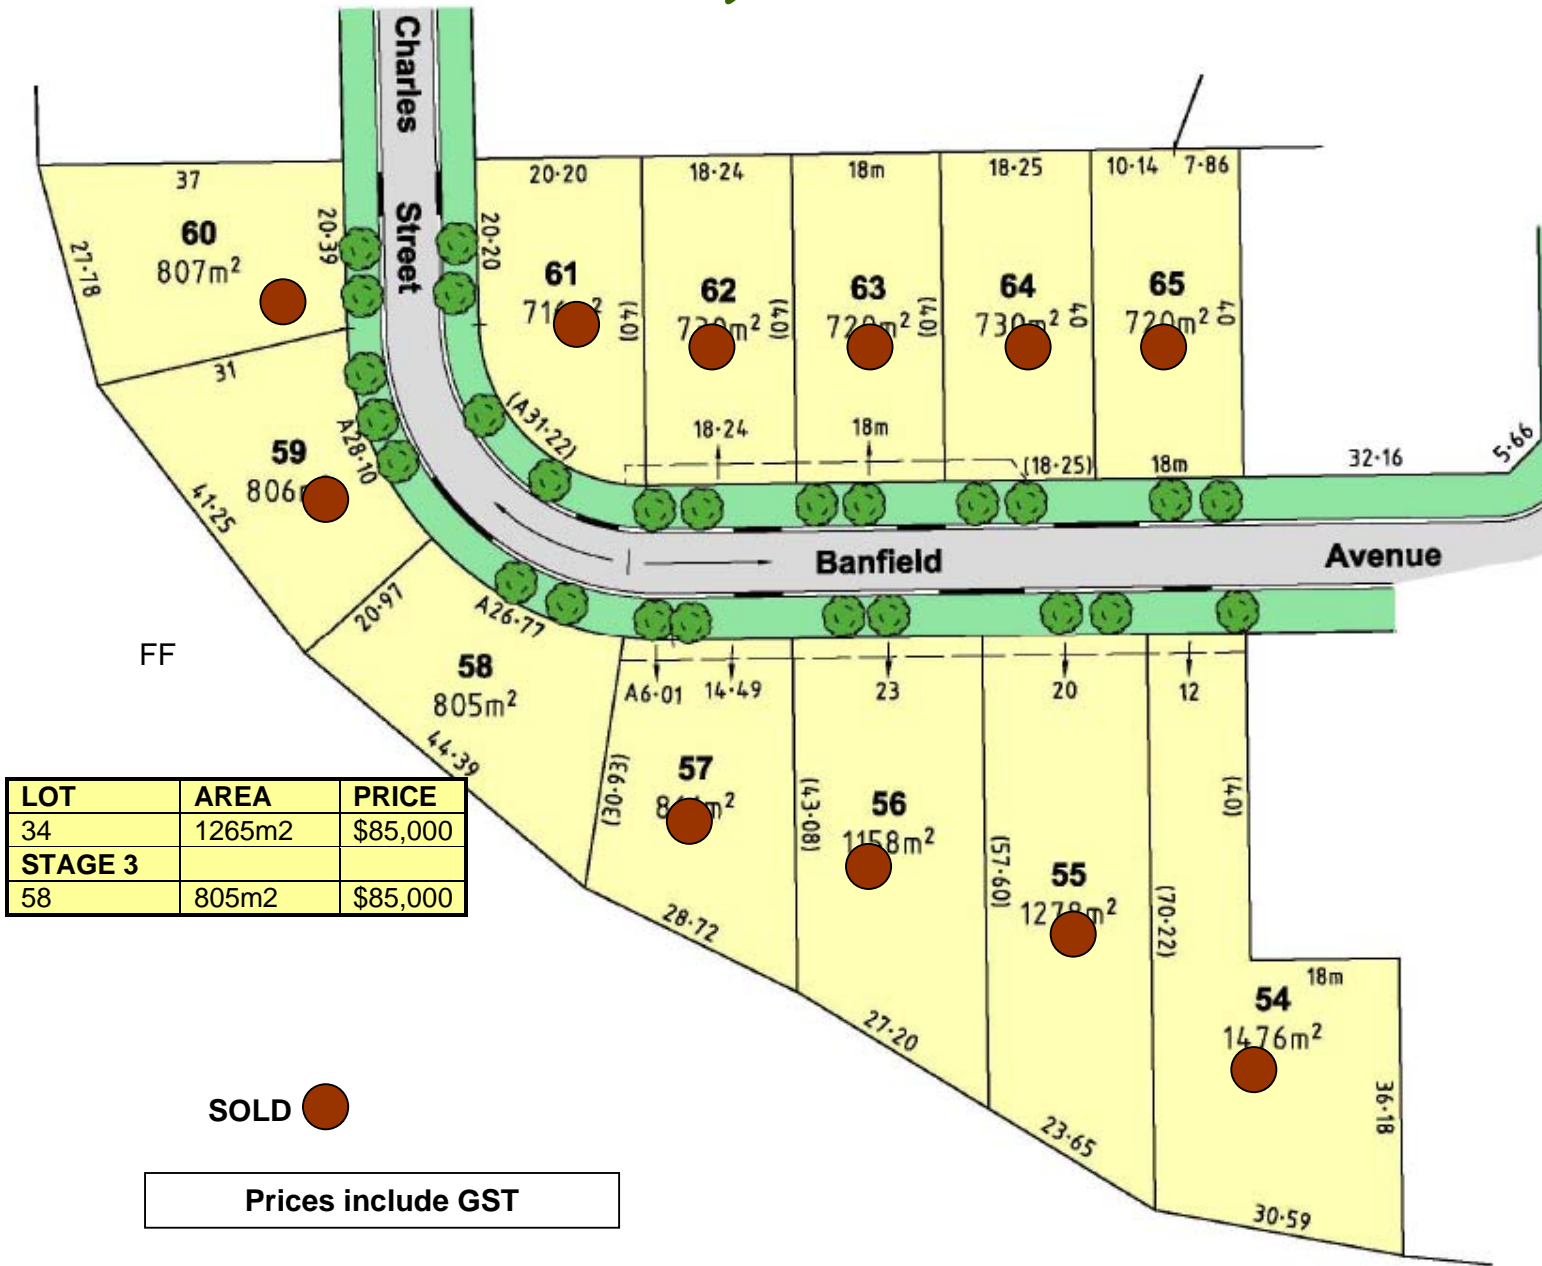 Charles Street
37
20·20
18·24
18m
18·25
10·14 7·86
60
807m²
27·78
20·39
20·20
61
(40)
62
(40)
63
(40)
64
730m²
40
65
720m²
40
31
(A31·22)
18·24
18m
(18·25)
18m
32·16
5·66
59
A28·10
41·25
Banfield Avenue
20·97
A26·77
FF
58
805m²
44·39
A6·01 14·49
23
20
12
57
(30·93)
56
1158m²
(43·08)
55
1278m²
(57·60)
(70·22)
(40)
LOT AREA PRICE
34 1265m2 $85,000
STAGE 3
58 805m2 $85,000
28·72
27·20
18m
54
1476m²
23·65
36·18
30·59
SOLD
Prices include GST